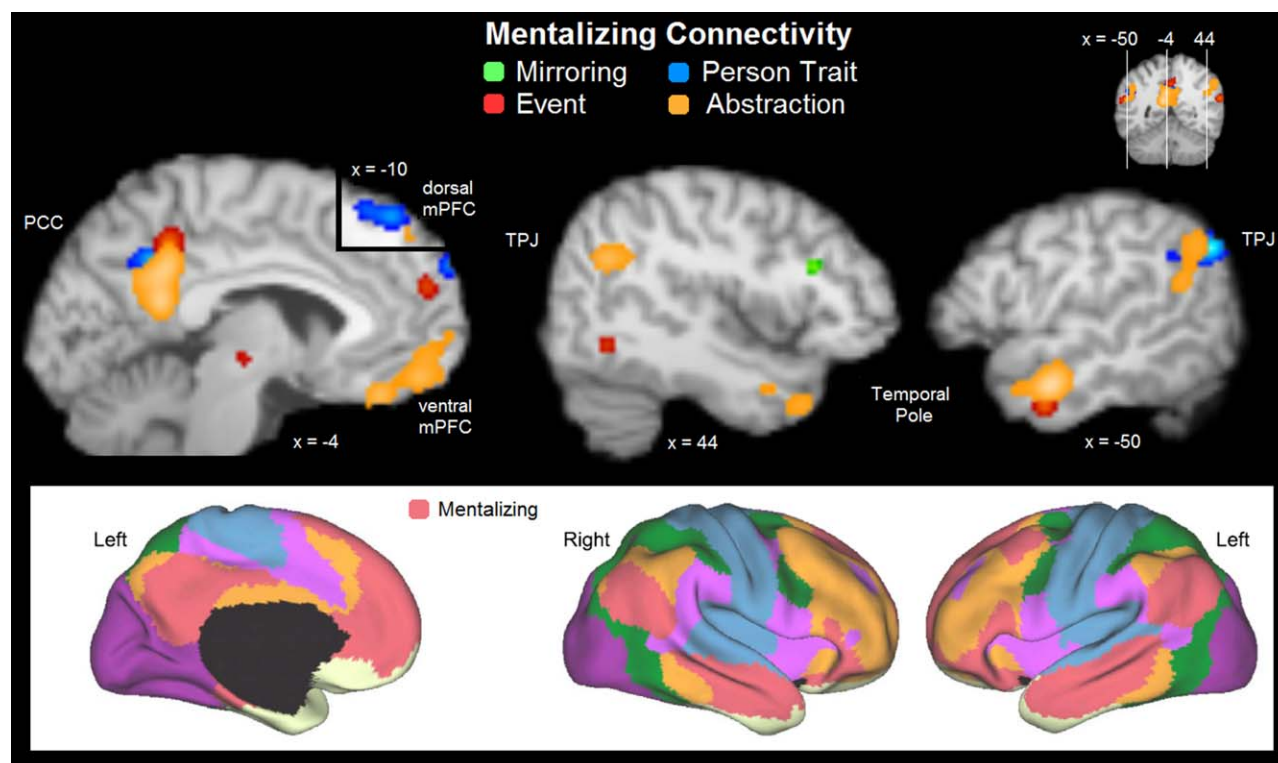 Mentalizing Connectivity
Mirroring
Person Trait
Event
Abstraction
x = -50 -4 44
x = -10
dorsal
mPFC
PCC
TPJ
TPJ
ventral
mPFC
Temporal
Pole
x = -4
x = 44
x = -50
Mentalizing
Left
Right
Left